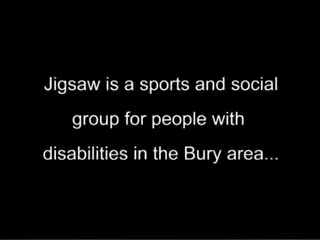 Jigsaw is a sports and social
group for people with
disabilities in the Bury area...